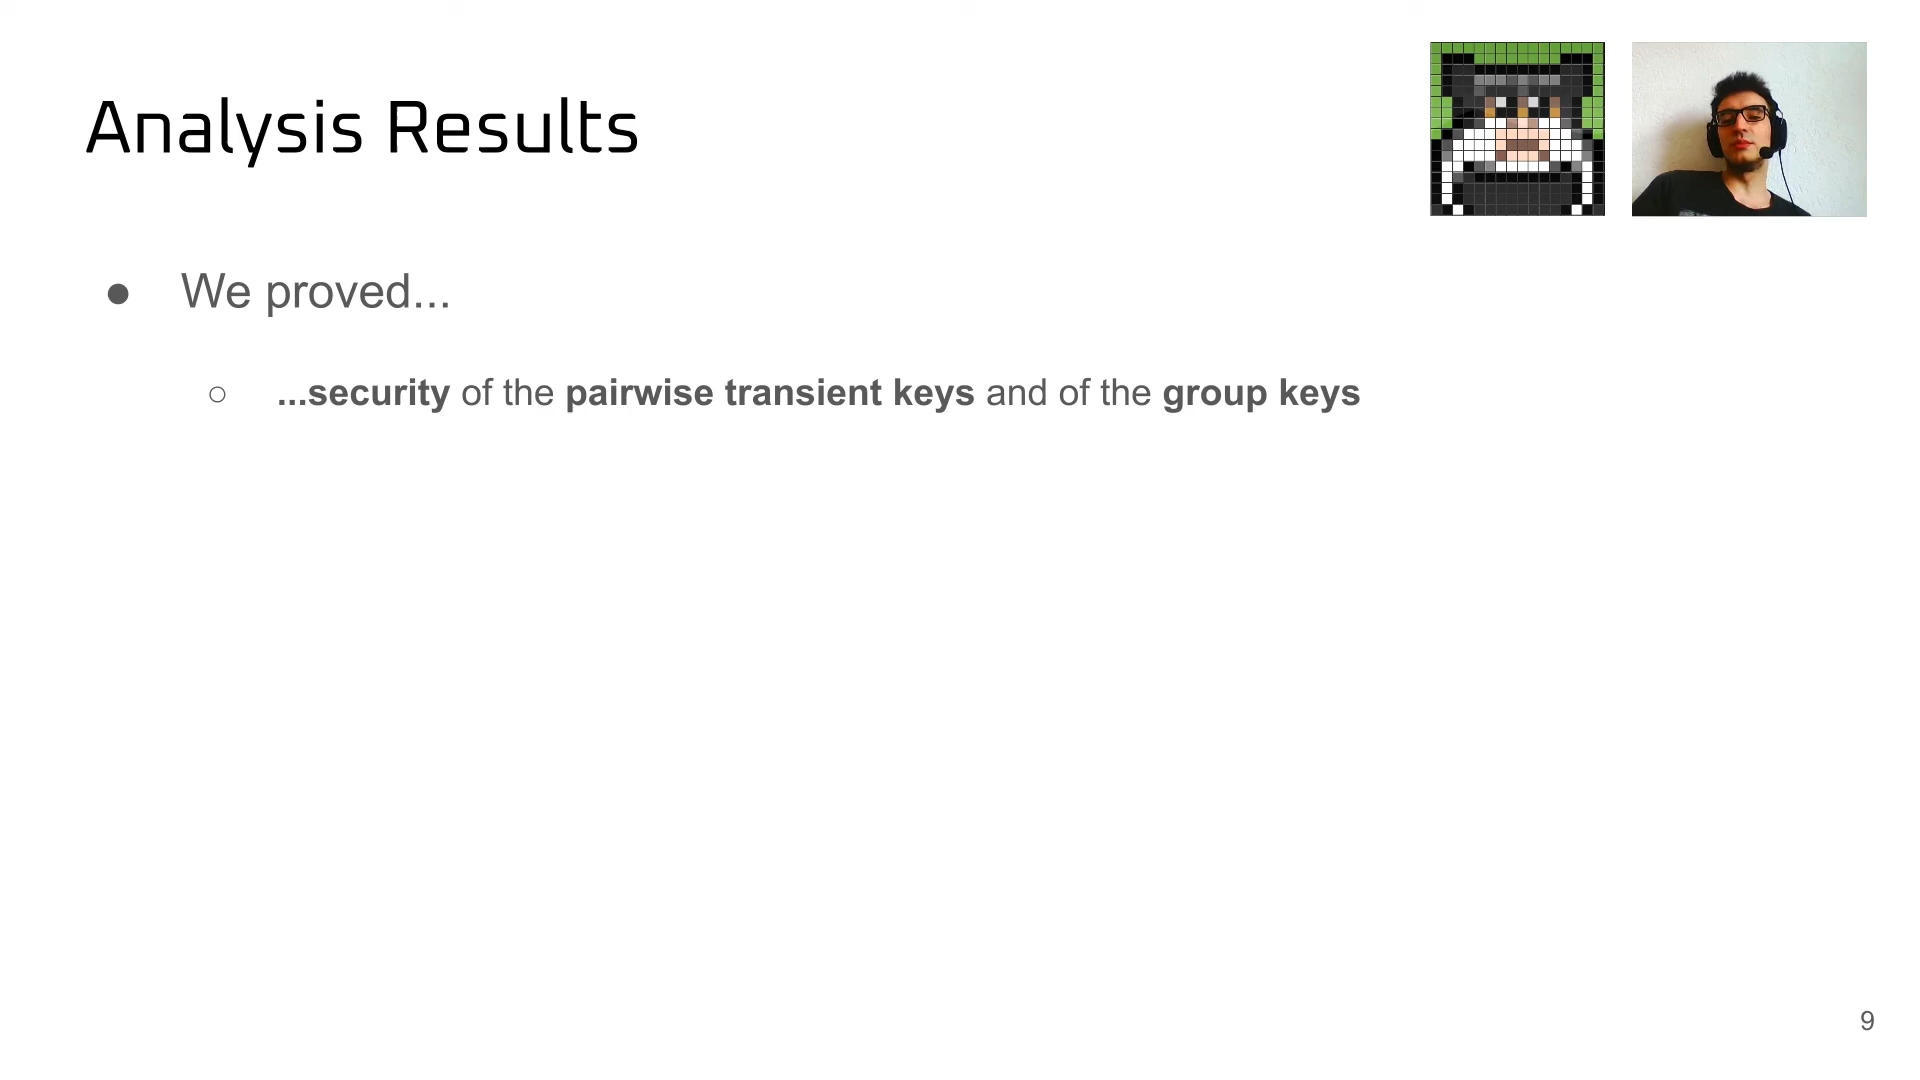 Analysis Results
● We proved...
○ ...security of the pairwise transient keys and of the group keys
9